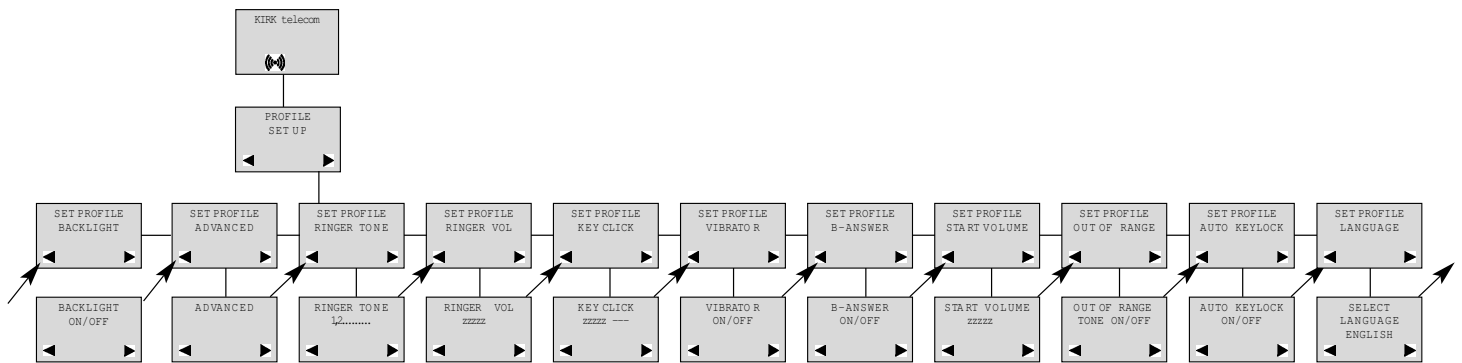 KIRK telecom
PROFILE
SET UP
SET PROFILE
BACKLIGHT
SET PROFILE
ADVANCED
SET PROFILE
RINGER TONE
SET PROFILE
RINGER VOL
SET PROFILE
KEY CLICK
SET PROFILE
VIBRATOR
SET PROFILE
B-ANSWER
SET PROFILE
START VOLUME
SET PROFILE
OUT OF RANGE
SET PROFILE
AUTO KEYLOCK
SET PROFILE
LANGUAGE
BACKLIGHT
ON/OFF
ADVANCED
RINGER TONE
1,2.........
RINGER VOL
zzzzz
KEY CLICK
zzzzz ---
VIBRATOR
ON/OFF
B-ANSWER
ON/OFF
START VOLUME
zzzzz
OUT OF RANGE
TONE ON/OFF
AUTO KEYLOCK
ON/OFF
SELECT
LANGUAGE
ENGLISH